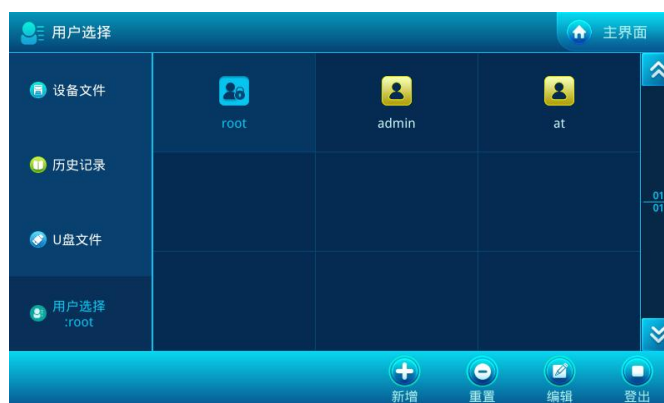 用户选择
主界面
设备文件
root
admin
at
历史记录
01
01
U盘文件
用户选择
:root
新增
重置
编辑
登出